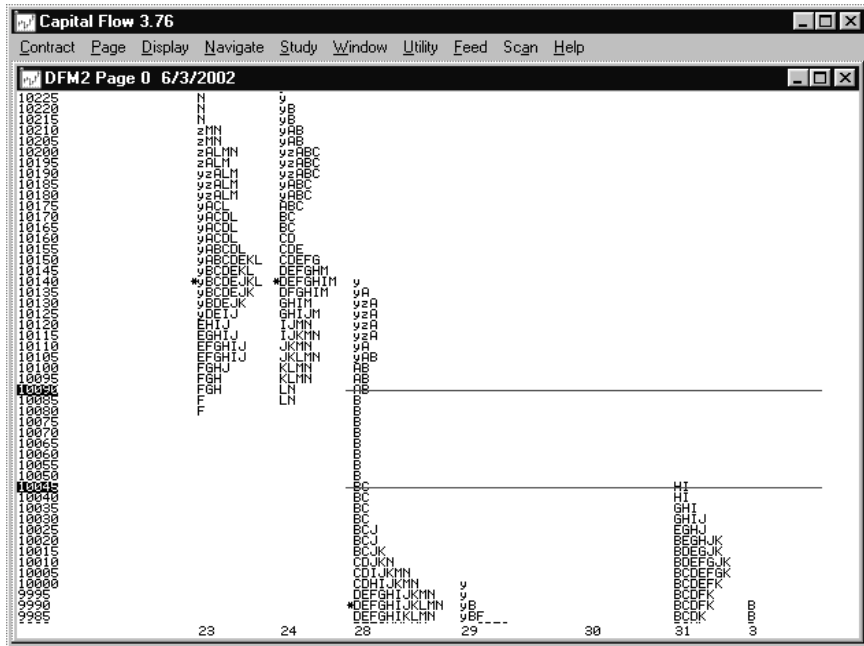 Capital Flow 3.76
Contract Page Display Navigate Study Window Utility Feed Scan Help
DFM2 Page 0 6/3/2002
10225 N y
10220 N yB
10215 N yB
10210 zMN yAB
10205 zMN yAB
10200 zALMN yzABC
10195 zALM yzABC
10190 yzALM yzABC
10185 yzALM yABC
10180 yzALM yABC
10175 yACL ABC
10170 yACDL BC
10165 yACDL BC
10160 yACDL CD
10155 yABCDL CDE
10150 yABCDEKL CDEFG
10145 yBCDEKL DEFGHM
10140 *yBCDEJKL *DEFGHIM y
10135 yBCDEJK DFGHIM yA
10130 yBDEJK GHIM yzA
10125 yDEIJ GHIJM yzA
10120 EHIJ IJMN yzA
10115 EGHIJ IJKMN yzA
10110 EFGHIJ JKMN yA
10105 EFGHIJ JKLMN yAB
10100 FGHJ KLMN AB
10095 FGH KLMN AB
10090 FGH LN AB
10085 F LN B
10080 F B
10075 B
10070 B
10065 B
10060 B
10055 B
10050 B
10045 BC HI
10040 BC HI
10035 BC GHI
10030 BC GHIJ
10025 BCJ EGHJ
10020 BCJ BEGHJK
10015 BCJK BDEGJK
10010 CDJKN BDEFGJK
10005 CDIJKMN BCDEFGK
10000 CDHIJKMN y BCDEFK
9995 DEFGHIJKMN y BCDFK
9990 *DEFGHIJKLMN yB BCDFK B
9985 DEFGHIKLMN yBF BCDK B
23 24 28 29 30 31 3